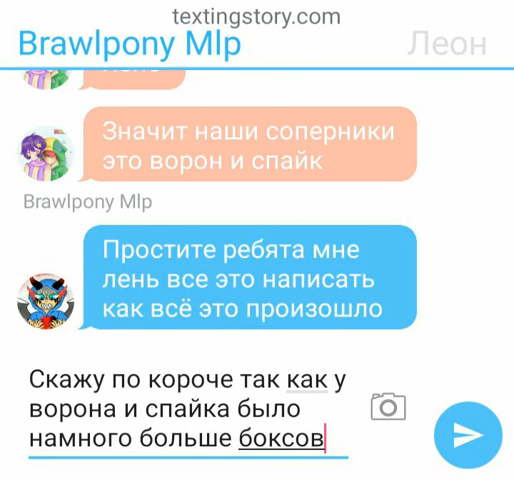 textingstory.com
Brawlpony Mlp
Леон
Значит наши соперники
это ворон и спайк
Brawlpony Mlp
Простите ребята мне
лень все это написать
как всё это произошло
Скажу по короче так как у
ворона и спайка было
намного больше боксов